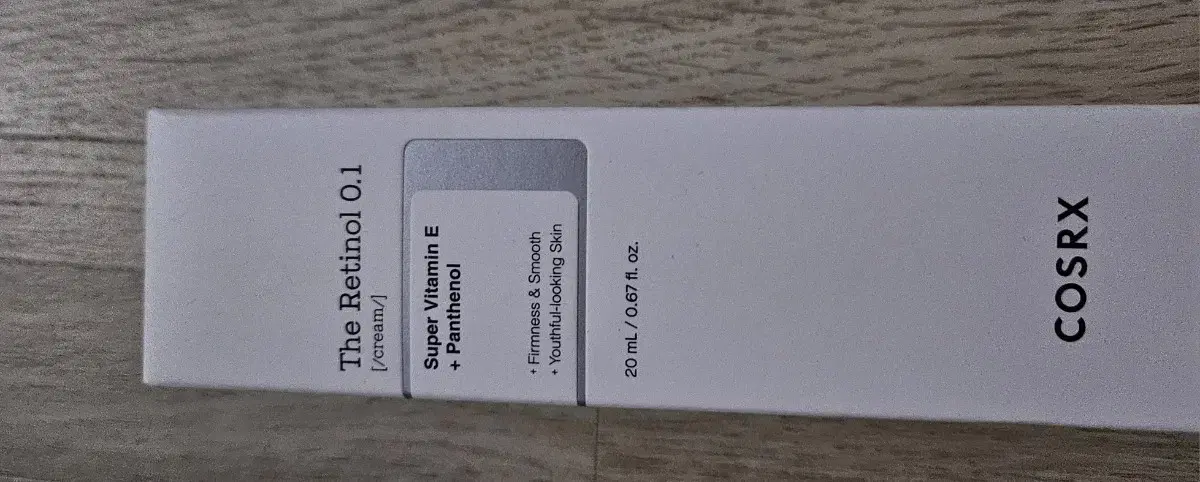 The Retinol 0.1
[/cream/]
Super Vitamin E
+ Panthenol
+ Firmness & Smooth
+ Youthful-looking Skin
20 mL / 0.67 fl. oz.
COSRX